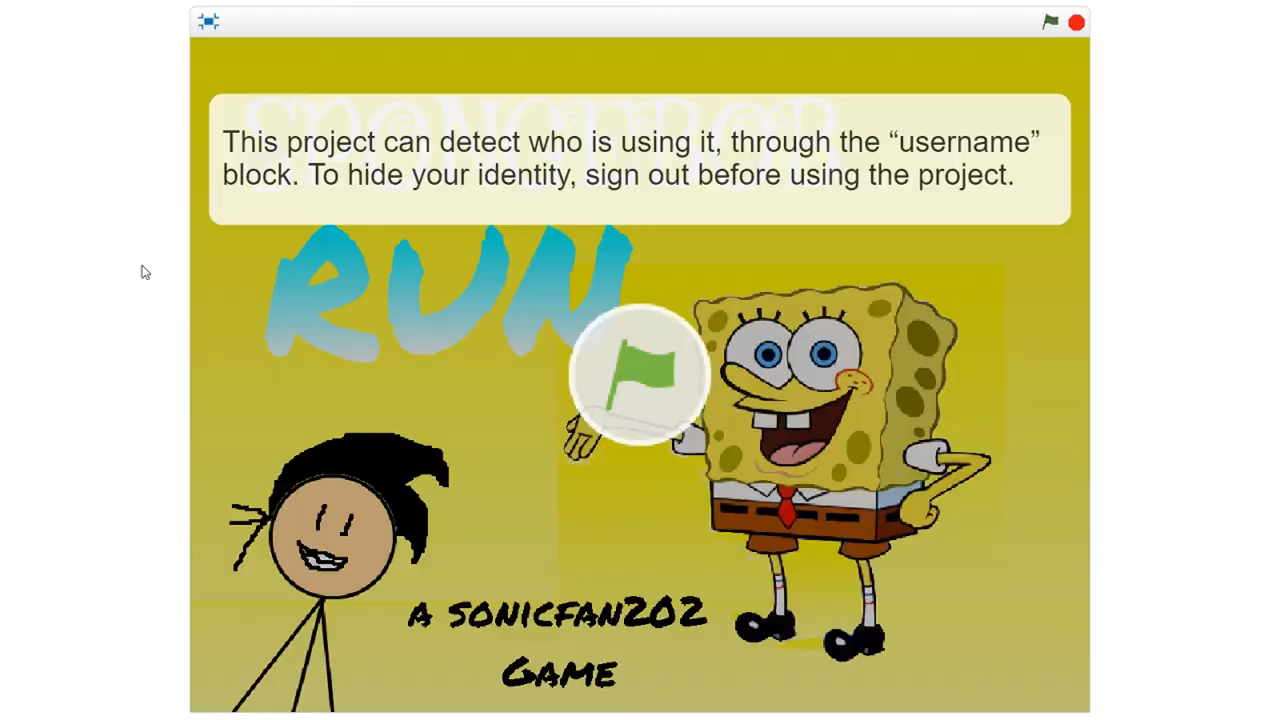 This project can detect who is using it, through the “username”
block. To hide your identity, sign out before using the project.
SPONGEBOB
RUN
A SONICFAN202
GAME